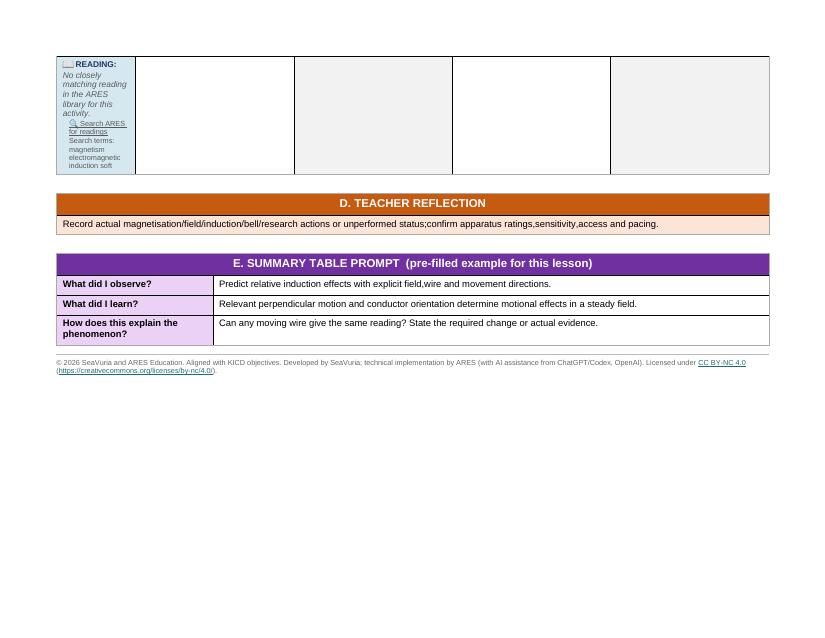 📖 READING:
No closely
matching reading
in the ARES
library for this
activity.
🔍 Search ARES
for readings
Search terms:
magnetism
electromagnetic
induction soft
D. TEACHER REFLECTION
Record actual magnetisation/field/induction/bell/research actions or unperformed status;confirm apparatus ratings,sensitivity,access and pacing.
E. SUMMARY TABLE PROMPT (pre-filled example for this lesson)
What did I observe?
Predict relative induction effects with explicit field,wire and movement directions.
What did I learn?
Relevant perpendicular motion and conductor orientation determine motional effects in a steady field.
How does this explain the
phenomenon?
Can any moving wire give the same reading? State the required change or actual evidence.
© 2026 SeaVuria and ARES Education. Aligned with KICD objectives. Developed by SeaVuria; technical implementation by ARES (with AI assistance from ChatGPT/Codex, OpenAI). Licensed under CC BY-NC 4.0
(https://creativecommons.org/licenses/by-nc/4.0/).